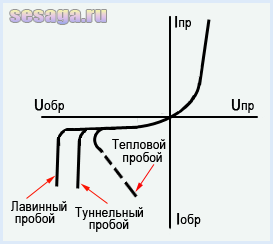 sesaga.ru
Iпр
Uобр
Uпр
Тепловой
пробой
Лавинный
пробой
Туннельный
пробой
Iобр